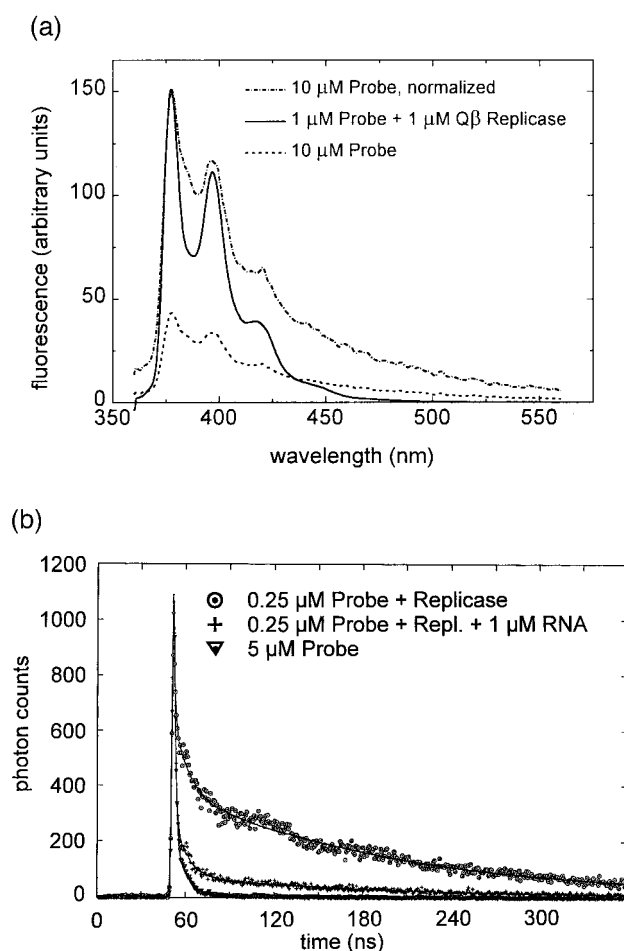 (a)
10 μM Probe, normalized
1 μM Probe + 1 μM Qβ Replicase
10 μM Probe
fluorescence (arbitrary units)
150
100
50
0
350 400 450 500 550
wavelength (nm)
(b)
0.25 μM Probe + Replicase
0.25 μM Probe + Repl. + 1 μM RNA
5 μM Probe
photon counts
1200
1000
800
600
400
200
0
0 60 120 180 240 300
time (ns)